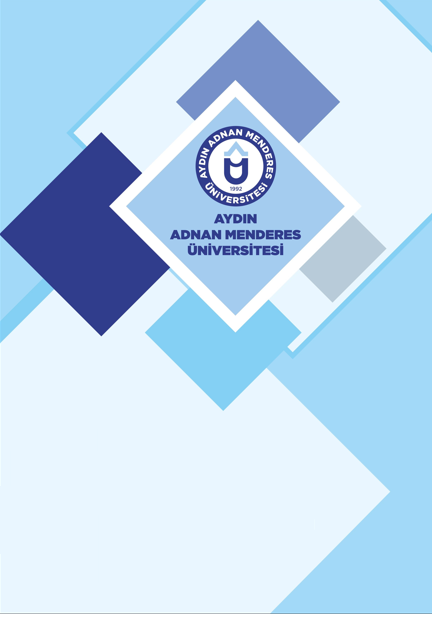 AYDIN ADNAN MENDERES
ÜNİVERSİTESİ
1992
AYDIN
ADNAN MENDERES
ÜNİVERSİTESİ